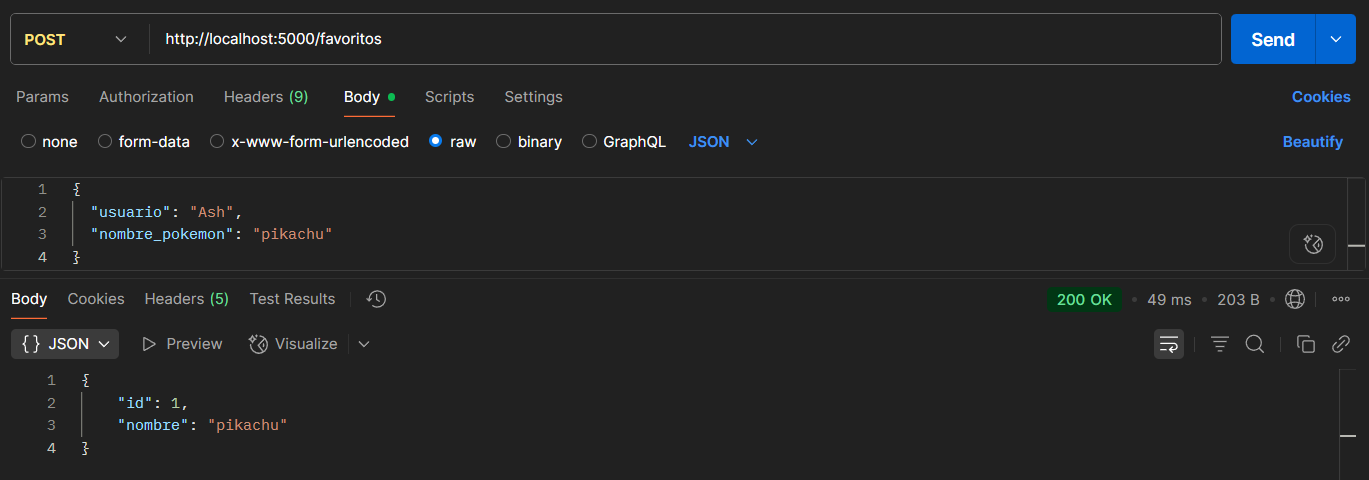 POST http://localhost:5000/favoritos Send
Params Authorization Headers (9) Body Scripts Settings Cookies
none form-data x-www-form-urlencoded raw binary GraphQL JSON Beautify
1 {
2 "usuario": "Ash",
3 "nombre_pokemon": "pikachu"
4 }
Body Cookies Headers (5) Test Results 200 OK • 49 ms • 203 B •
{} JSON Preview Visualize
1 {
2 "id": 1,
3 "nombre": "pikachu"
4 }